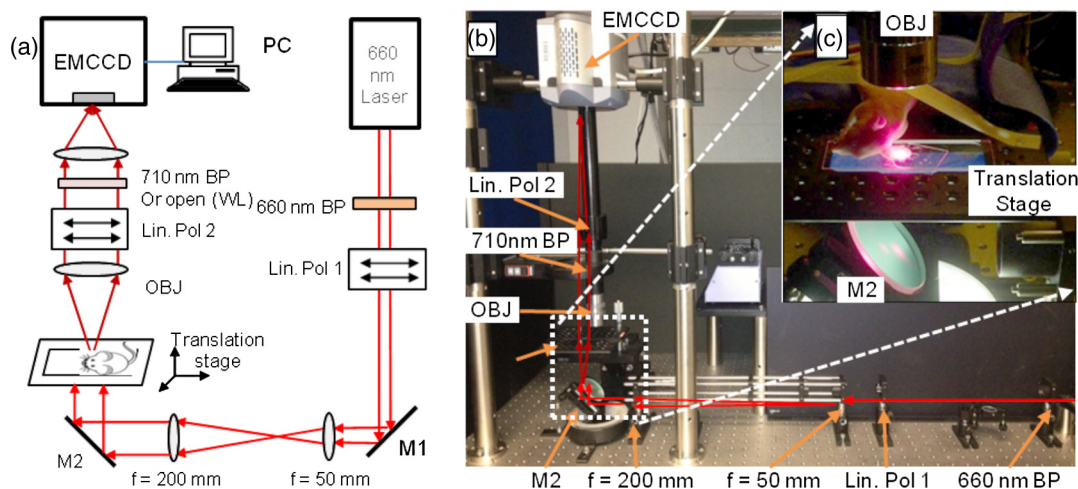 (a)
EMCCD
PC
660
nm
Laser
710 nm BP
Or open (WL)
660 nm BP
Lin. Pol 2
Lin. Pol 1
OBJ
Translation
stage
M2
f = 200 mm
f = 50 mm
M1
(b)
EMCCD
Lin. Pol 2
710nm BP
OBJ
M2
f = 200 mm
f = 50 mm
Lin. Pol 1
660 nm BP
(c)
OBJ
Translation
Stage
M2